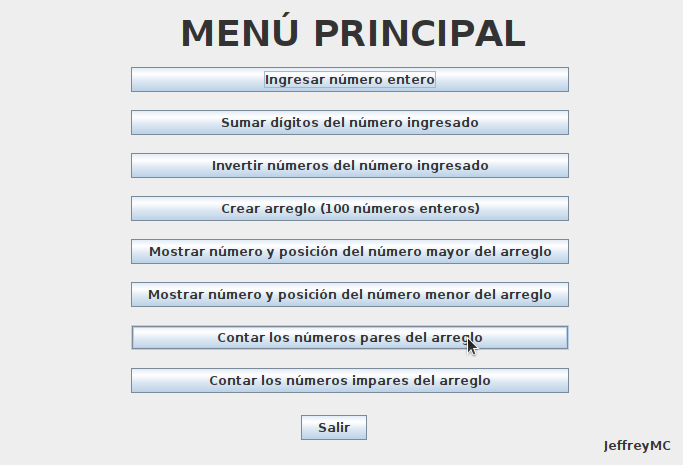 MENÚ PRINCIPAL
Ingresar número entero
Sumar dígitos del número ingresado
Invertir números del número ingresado
Crear arreglo (100 números enteros)
Mostrar número y posición del número mayor del arreglo
Mostrar número y posición del número menor del arreglo
Contar los números pares del arreglo
Contar los números impares del arreglo
Salir
JeffreyMC